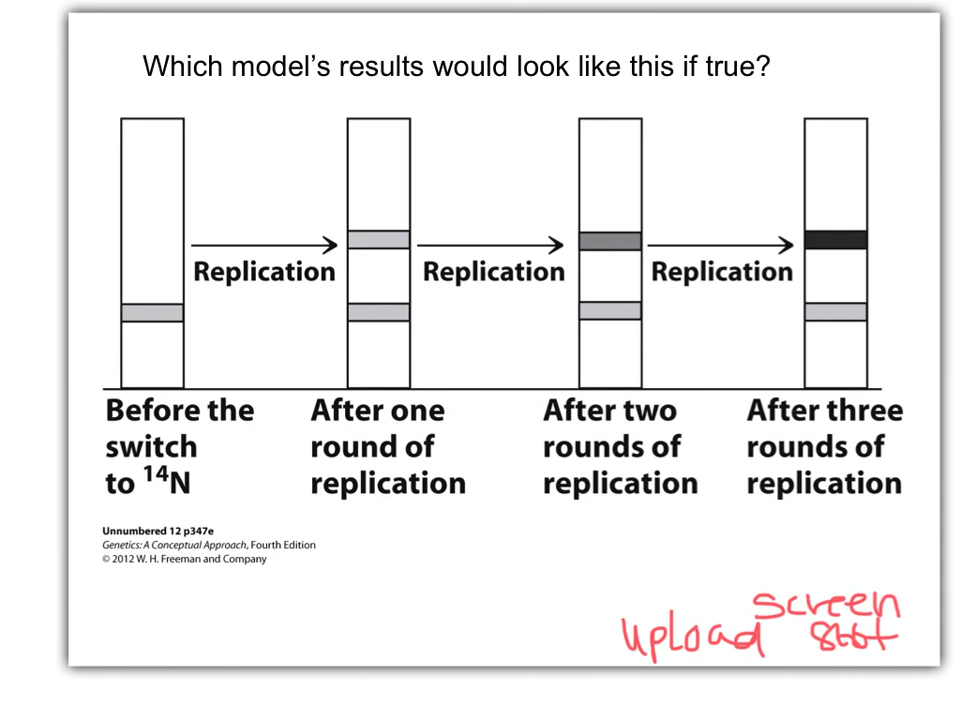 Which model's results would look like this if true?
Replication
Replication
Replication
Before the
switch
to ¹⁴N
After one
round of
replication
After two
rounds of
replication
After three
rounds of
replication
Unnumbered 12 p347e
Genetics: A Conceptual Approach, Fourth Edition
© 2012 W. H. Freeman and Company
screen
upload